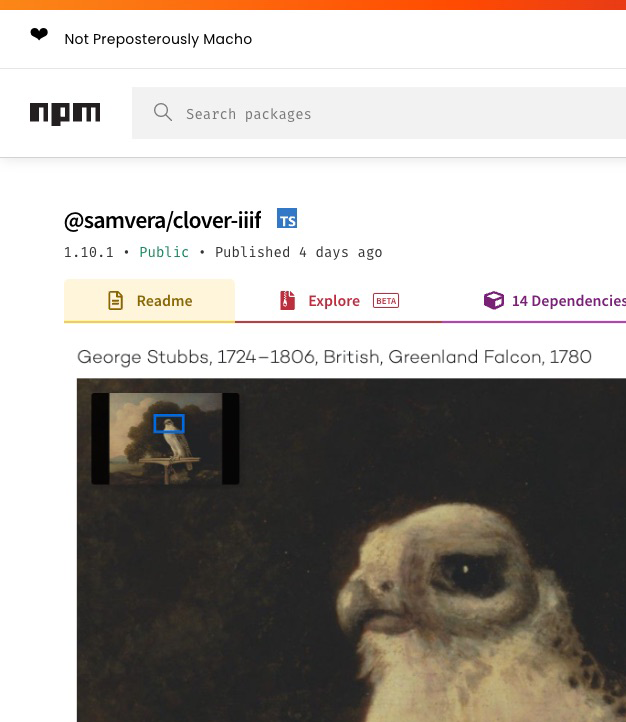 ❤ Not Preposterously Macho
npm
Search packages
@samvera/clover-iiif TS
1.10.1 • Public • Published 4 days ago
Readme
Explore BETA
14 Dependencies
George Stubbs, 1724–1806, British, Greenland Falcon, 1780